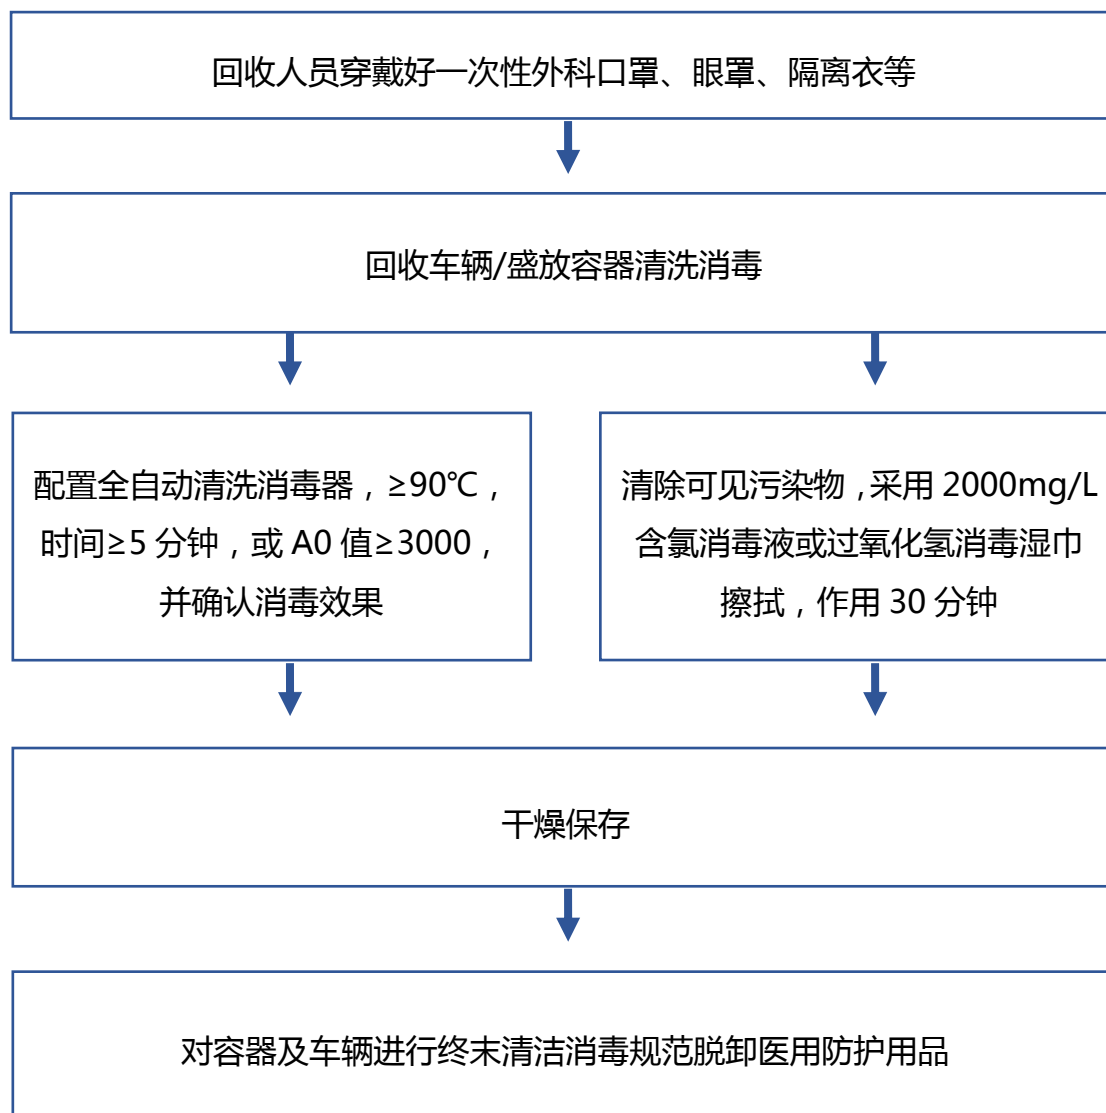 回收人员穿戴好一次性外科口罩、眼罩、隔离衣等
回收车辆/盛放容器清洗消毒
配置全自动清洗消毒器，≥90℃，
时间≥5 分钟，或 A0 值≥3000，
并确认消毒效果
清除可见污染物，采用 2000mg/L
含氯消毒液或过氧化氢消毒湿巾
擦拭，作用 30 分钟
干燥保存
对容器及车辆进行终末清洁消毒规范脱卸医用防护用品